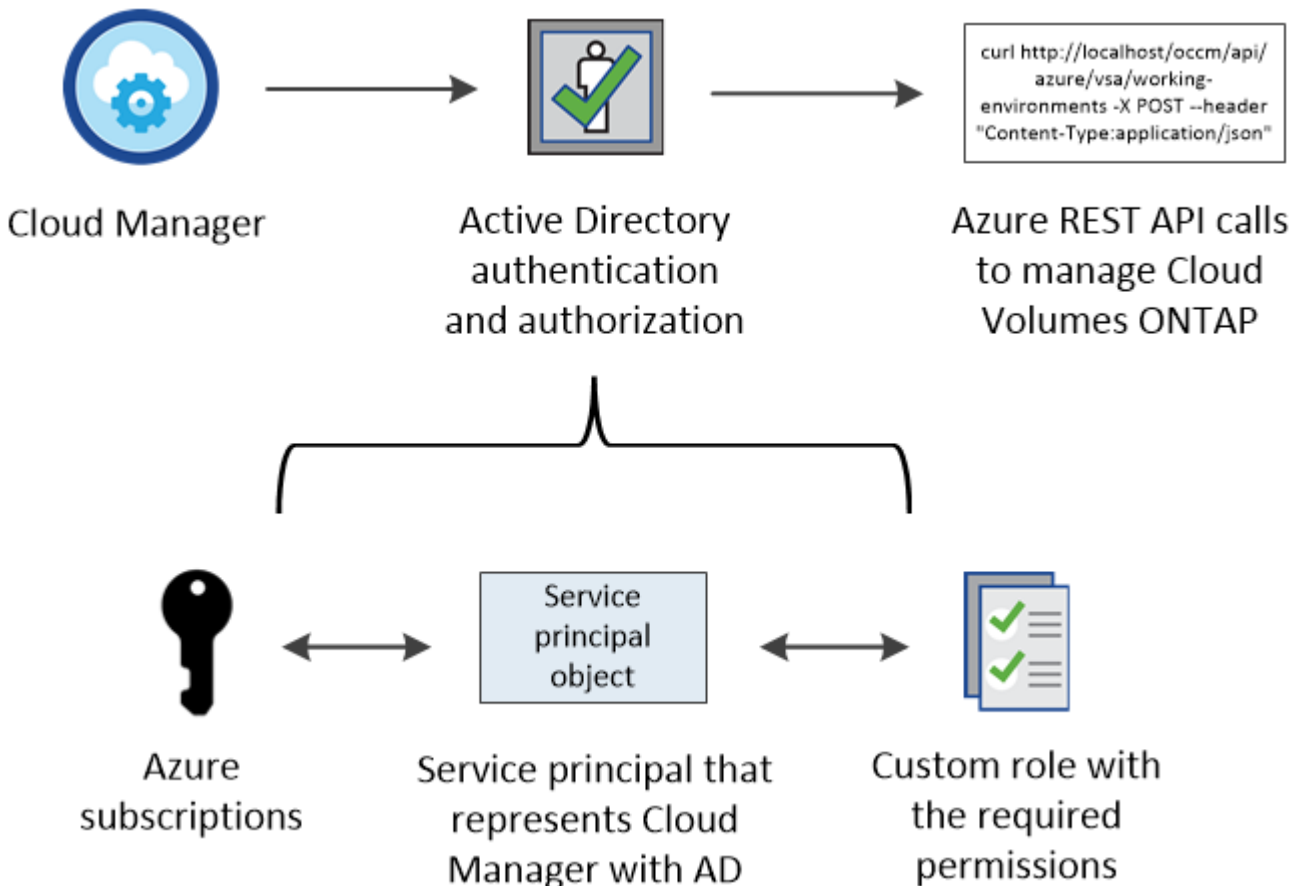 curl http://localhost/occm/api/
azure/vsa/working-
environments -X POST --header
"Content-Type:application/json"
Cloud Manager
Active Directory
authentication
and authorization
Azure REST API calls
to manage Cloud
Volumes ONTAP
Service
principal
object
Azure
subscriptions
Service principal that
represents Cloud
Manager with AD
Custom role with
the required
permissions